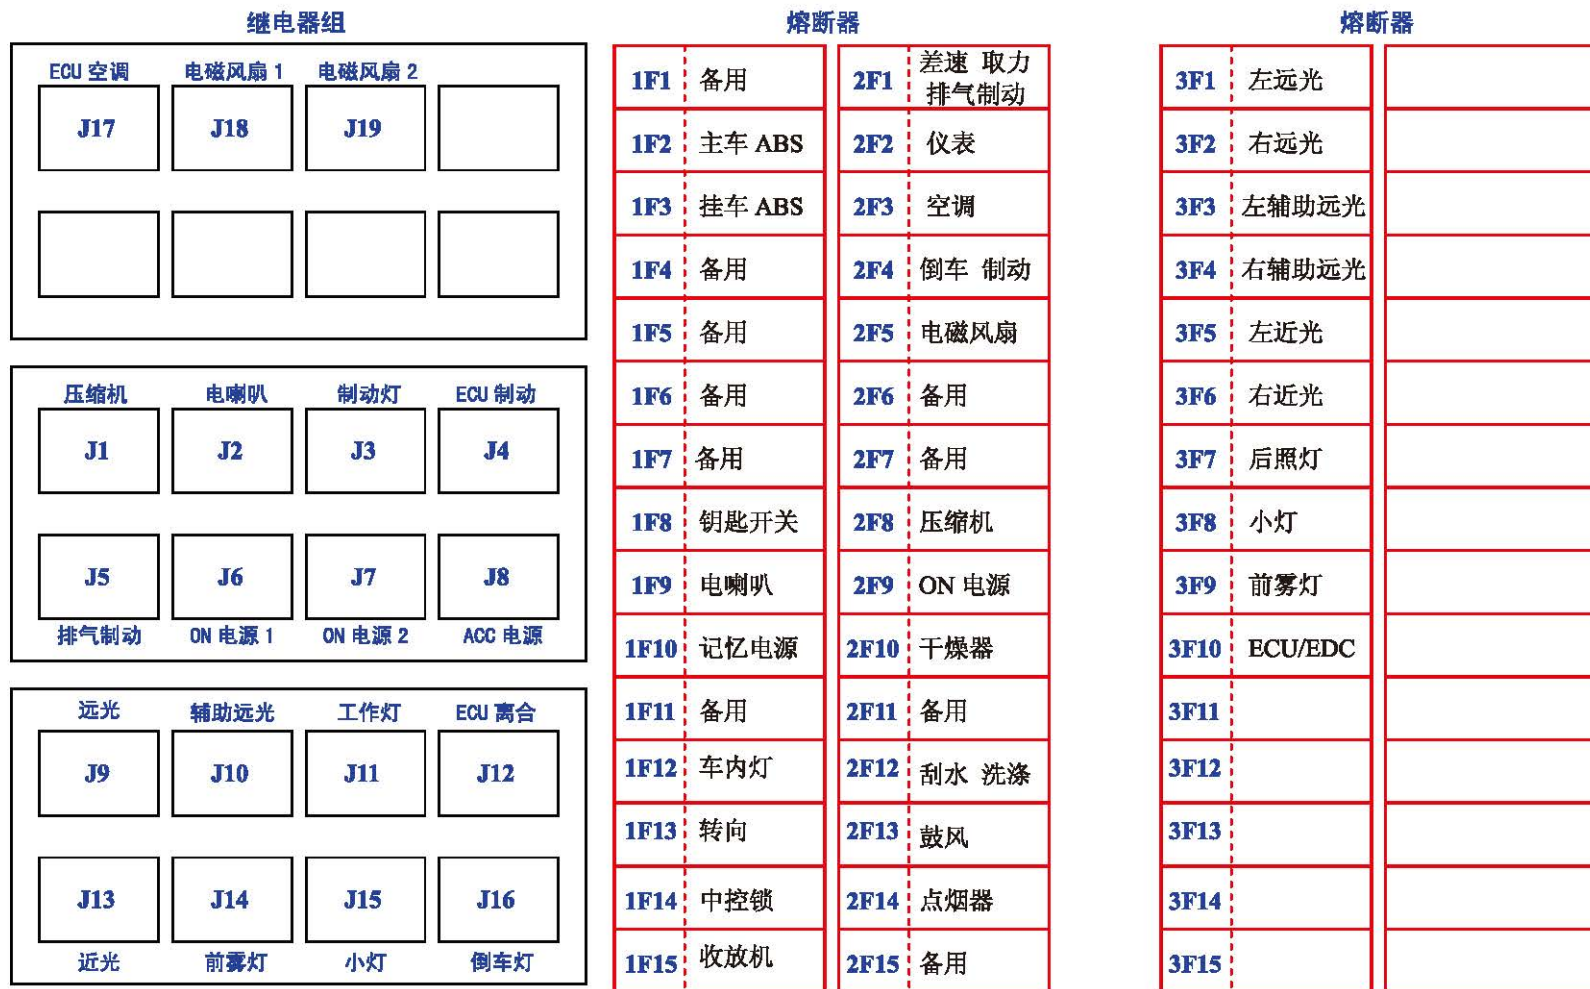 继电器组
ECU 空调 电磁风扇 1 电磁风扇 2
J17 J18 J19
压缩机 电喇叭 制动灯 ECU 制动
J1 J2 J3 J4
J5 J6 J7 J8
排气制动 ON 电源 1 ON 电源 2 ACC 电源
远光 辅助远光 工作灯 ECU 离合
J9 J10 J11 J12
J13 J14 J15 J16
近光 前雾灯 小灯 倒车灯
熔断器
1F1 备用
1F2 主车 ABS
1F3 挂车 ABS
1F4 备用
1F5 备用
1F6 备用
1F7 备用
1F8 钥匙开关
1F9 电喇叭
1F10 记忆电源
1F11 备用
1F12 车内灯
1F13 转向
1F14 中控锁
1F15 收放机
2F1 差速 取力
排气制动
2F2 仪表
2F3 空调
2F4 倒车 制动
2F5 电磁风扇
2F6 备用
2F7 备用
2F8 压缩机
2F9 ON 电源
2F10 干燥器
2F11 备用
2F12 刮水 洗涤
2F13 鼓风
2F14 点烟器
2F15 备用
熔断器
3F1 左远光
3F2 右远光
3F3 左辅助远光
3F4 右辅助远光
3F5 左近光
3F6 右近光
3F7 后照灯
3F8 小灯
3F9 前雾灯
3F10 ECU/EDC
3F11
3F12
3F13
3F14
3F15